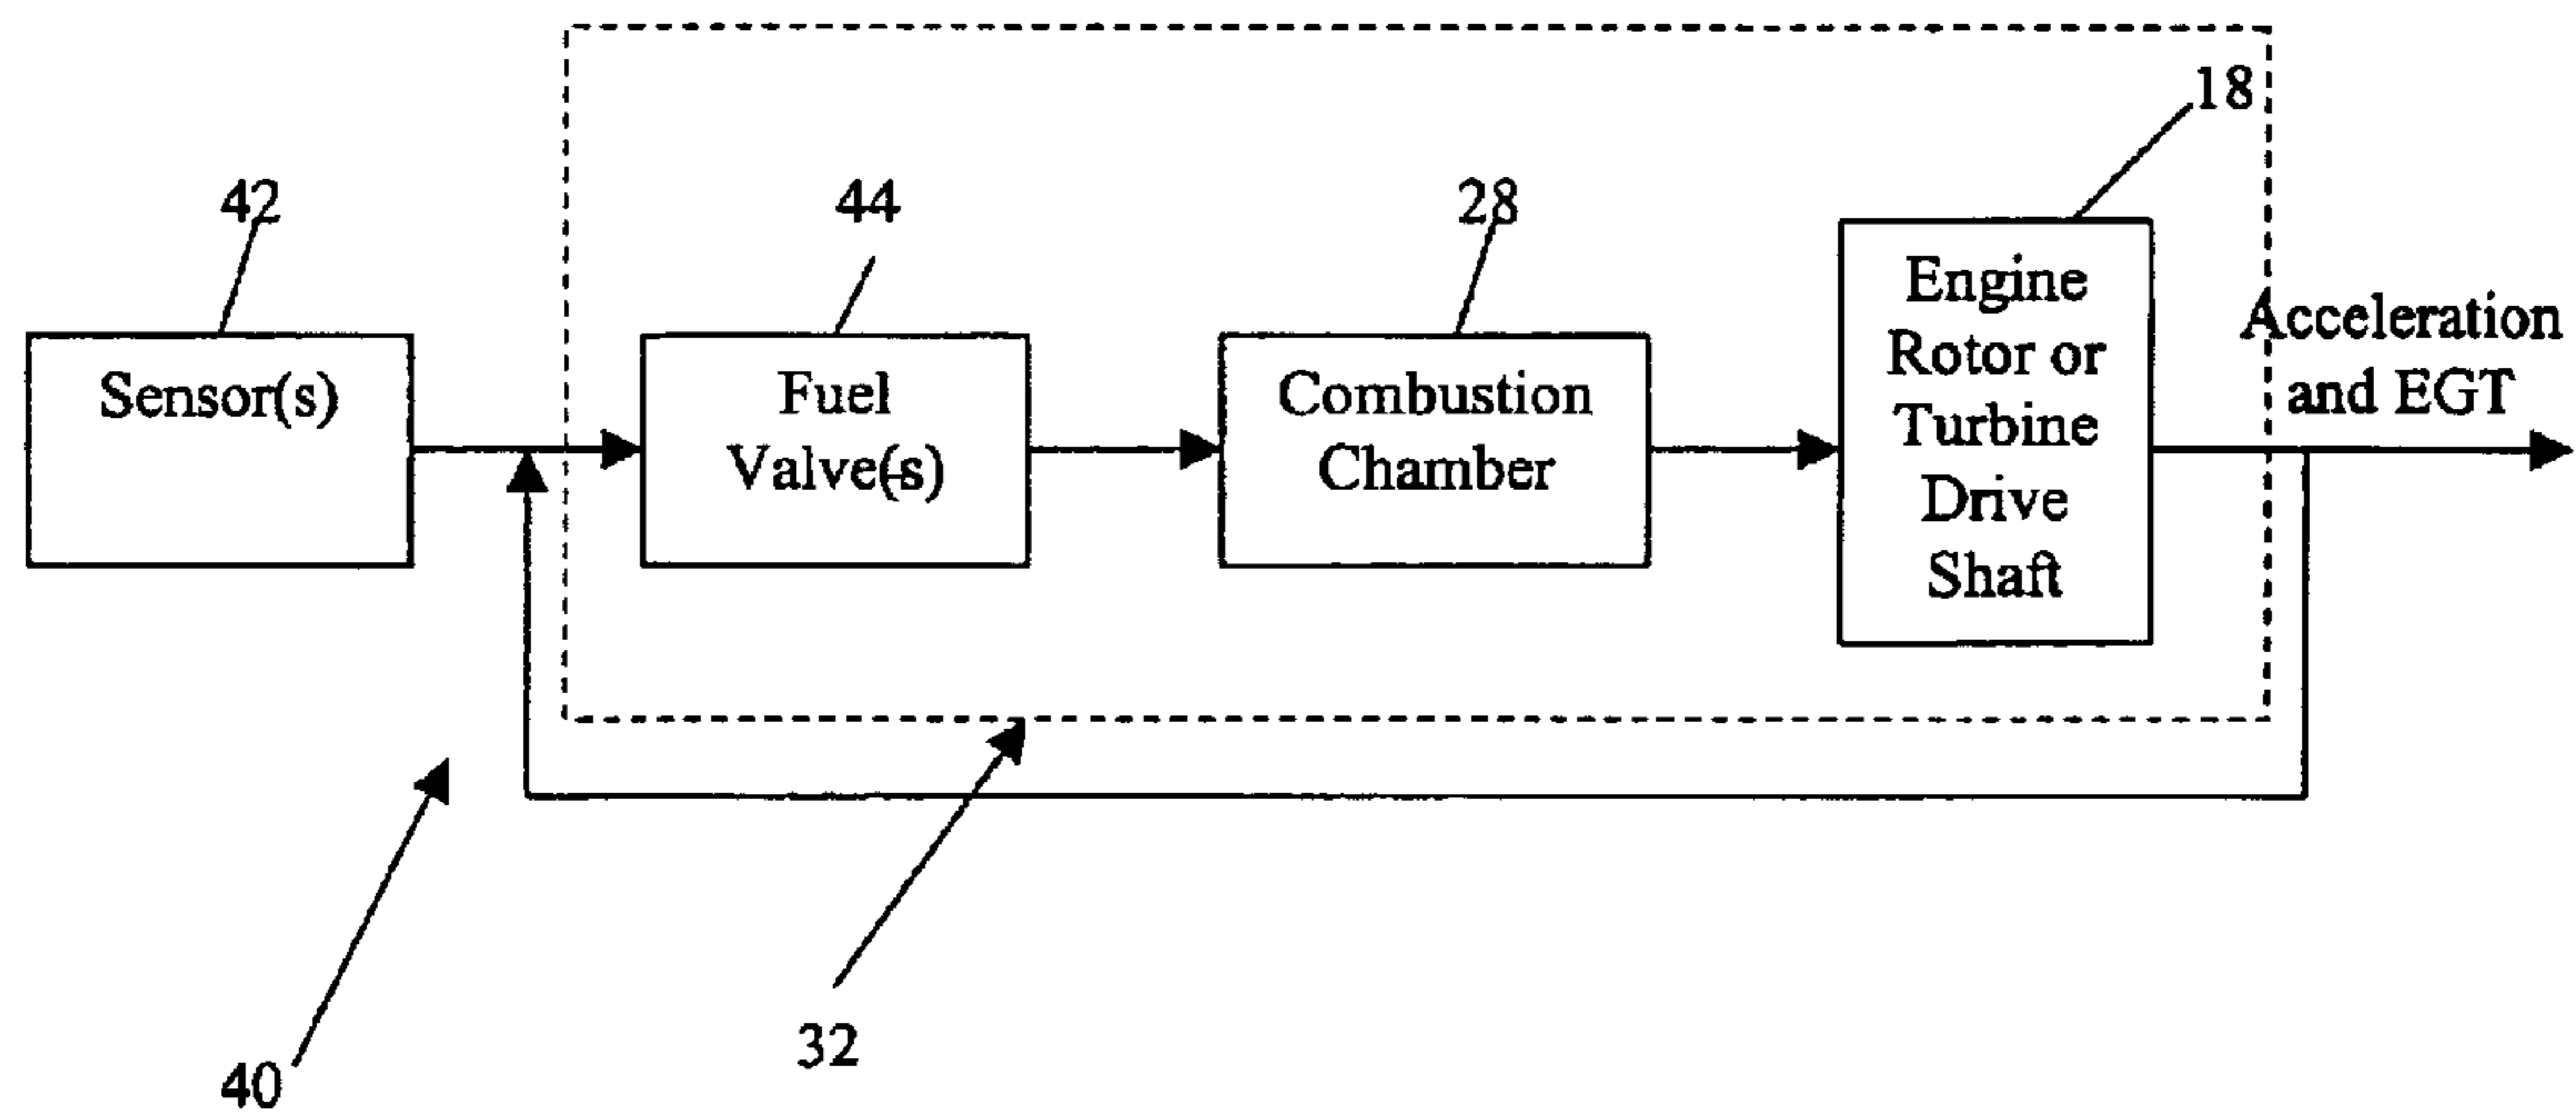 18
42
44
28
Sensor(s)
Fuel
Valve(s)
Combustion
Chamber
Engine
Rotor or
Turbine
Drive
Shaft
Acceleration
and EGT
32
40